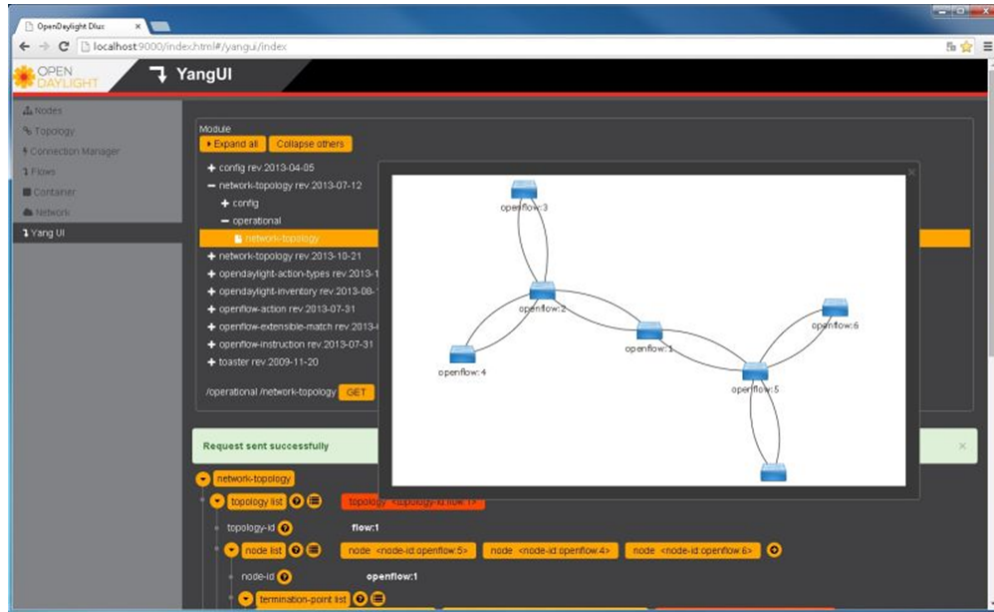 OpenDaylight Dlux
localhost:9000/index.html#/yangui/index
OPEN
DAYLIGHT
YangUI
Nodes
Topology
Connection Manager
Flows
Container
Network
Yang UI
Module
Expand all Collapse others
config rev.2013-04-05
network-topology rev.2013-07-12
config
operational
network-topology
network-topology rev.2013-10-21
opendaylight-action-types rev.2013-1
opendaylight-inventory rev.2013-08-
openflow-action rev.2013-07-31
openflow-extensible-match rev.2013-
openflow-instruction rev.2013-07-31
toaster rev.2009-11-20
/operational /network-topology GET
openflow:3
openflow:2
openflow:6
openflow:1
openflow:4
openflow:5
Request sent successfully
network-topology
topology list topology <topology-id:flow:1>
topology-id flow:1
node list node <node-id:openflow:5> node <node-id:openflow:4> node <node-id:openflow:6>
node-id openflow:1
termination-point list